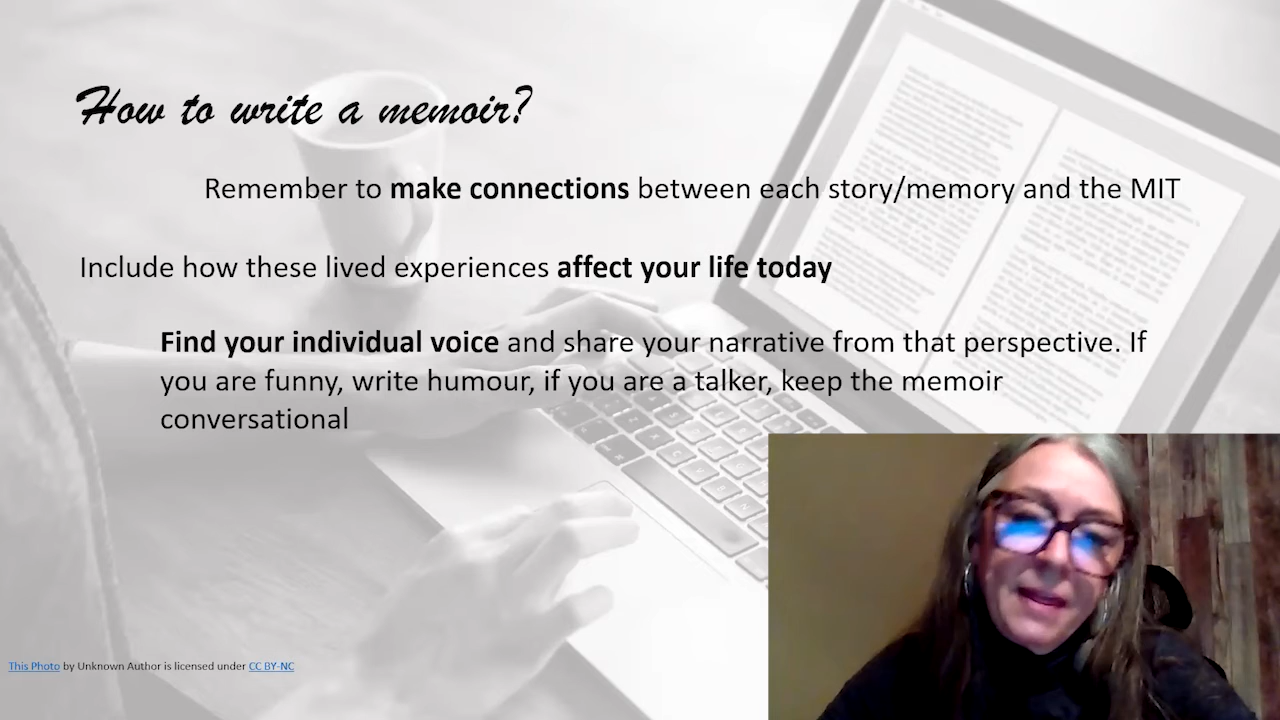 How to write a memoir?
Remember to make connections between each story/memory and the MIT
Include how these lived experiences affect your life today
Find your individual voice and share your narrative from that perspective. If
you are funny, write humour, if you are a talker, keep the memoir
conversational
This Photo by Unknown Author is licensed under CC BY-NC